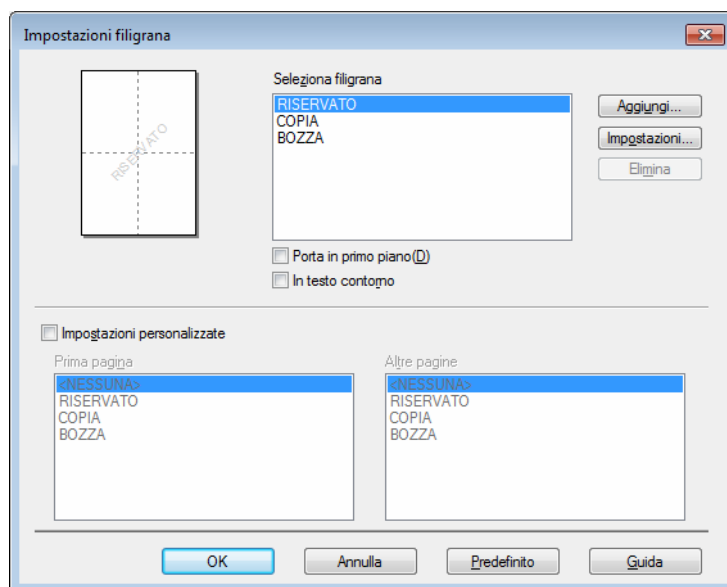 Impostazioni filigrana
RISERVATO
Seleziona filigrana
RISERVATO
COPIA
BOZZA
Aggiungi...
Impostazioni...
Elimina
Porta in primo piano(D)
In testo contorno
Impostazioni personalizzate
Prima pagina
<NESSUNA>
RISERVATO
COPIA
BOZZA
Altre pagine
<NESSUNA>
RISERVATO
COPIA
BOZZA
OK
Annulla
Predefinito
Guida